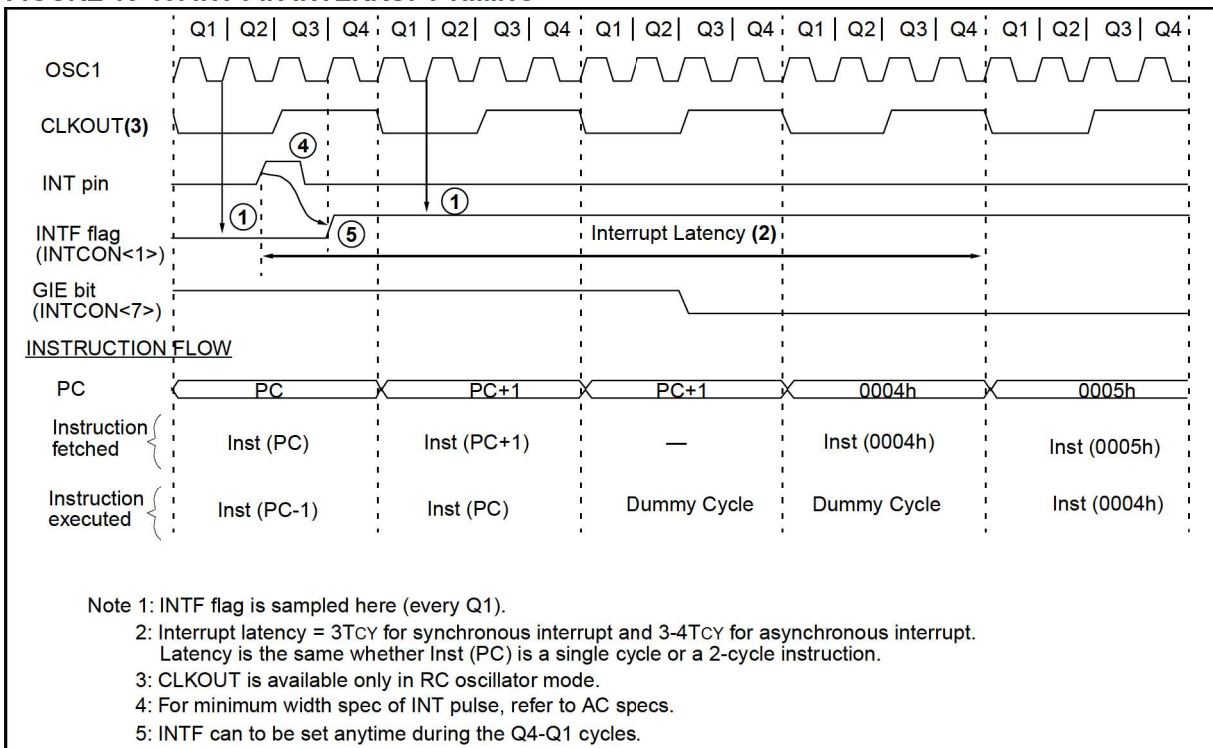 Q1 | Q2 | Q3 | Q4 Q1 | Q2 | Q3 | Q4 Q1 | Q2 | Q3 | Q4 Q1 | Q2 | Q3 | Q4 Q1 | Q2 | Q3 | Q4
OSC1
CLKOUT(3)
4
INT pin
1
1
INTF flag
(INTCON<1>)
5
Interrupt Latency (2)
GIE bit
(INTCON<7>)
INSTRUCTION FLOW
PC PC PC+1 PC+1 0004h 0005h
Instruction
fetched
Inst (PC) Inst (PC+1) — Inst (0004h) Inst (0005h)
Instruction
executed
Inst (PC-1) Inst (PC) Dummy Cycle Dummy Cycle Inst (0004h)
Note 1: INTF flag is sampled here (every Q1).
2: Interrupt latency = 3TCY for synchronous interrupt and 3-4TCY for asynchronous interrupt.
Latency is the same whether Inst (PC) is a single cycle or a 2-cycle instruction.
3: CLKOUT is available only in RC oscillator mode.
4: For minimum width spec of INT pulse, refer to AC specs.
5: INTF can to be set anytime during the Q4-Q1 cycles.